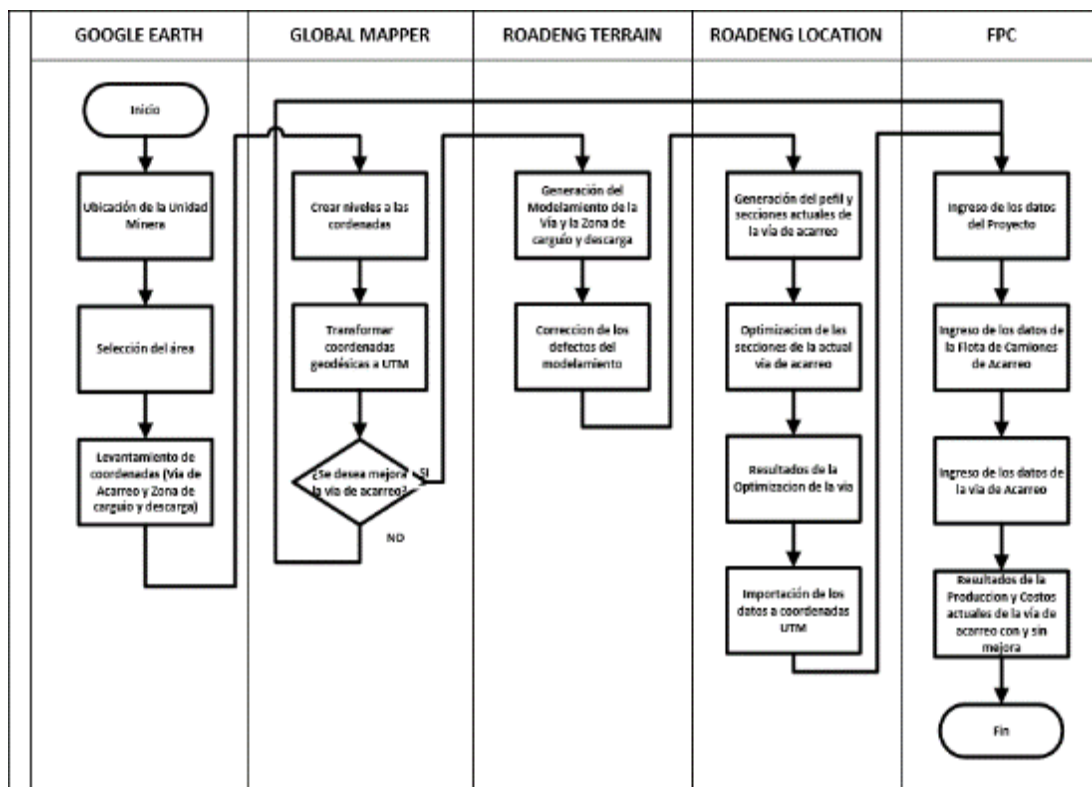 GOOGLE EARTH
GLOBAL MAPPER
ROADENG TERRAIN
ROADENG LOCATION
FPC
Inicio
Ubicación de la Unidad
Minera
Selección del área
Levantamiento de
coordenadas (Via de
Acarreo y Zona de
carguío y descarga)
Crear niveles a las
cordenadas
Transformar
coordenadas
geodésicas a UTM
¿Se desea mejora
la vía de acarreo?
SI
NO
Generación del
Modelamiento de la
Vía y la Zona de
carguío y descarga
Correccion de los
defectos del
modelamiento
Generación del pefil y
secciones actuales de
la vía de acarreo
Optimizacion de las
secciones de la actual
via de acarreo
Resultados de la
Optimizacion de la via
Importación de los
datos a coordenadas
UTM
Ingreso de los datos
del Proyecto
Ingreso de los datos de
la Flota de Camiones
de Acarreo
Ingreso de los datos de
la vía de Acarreo
Resultados de la
Produccion y Costos
actuales de la vía de
acarreo con y sin
mejora
Fin